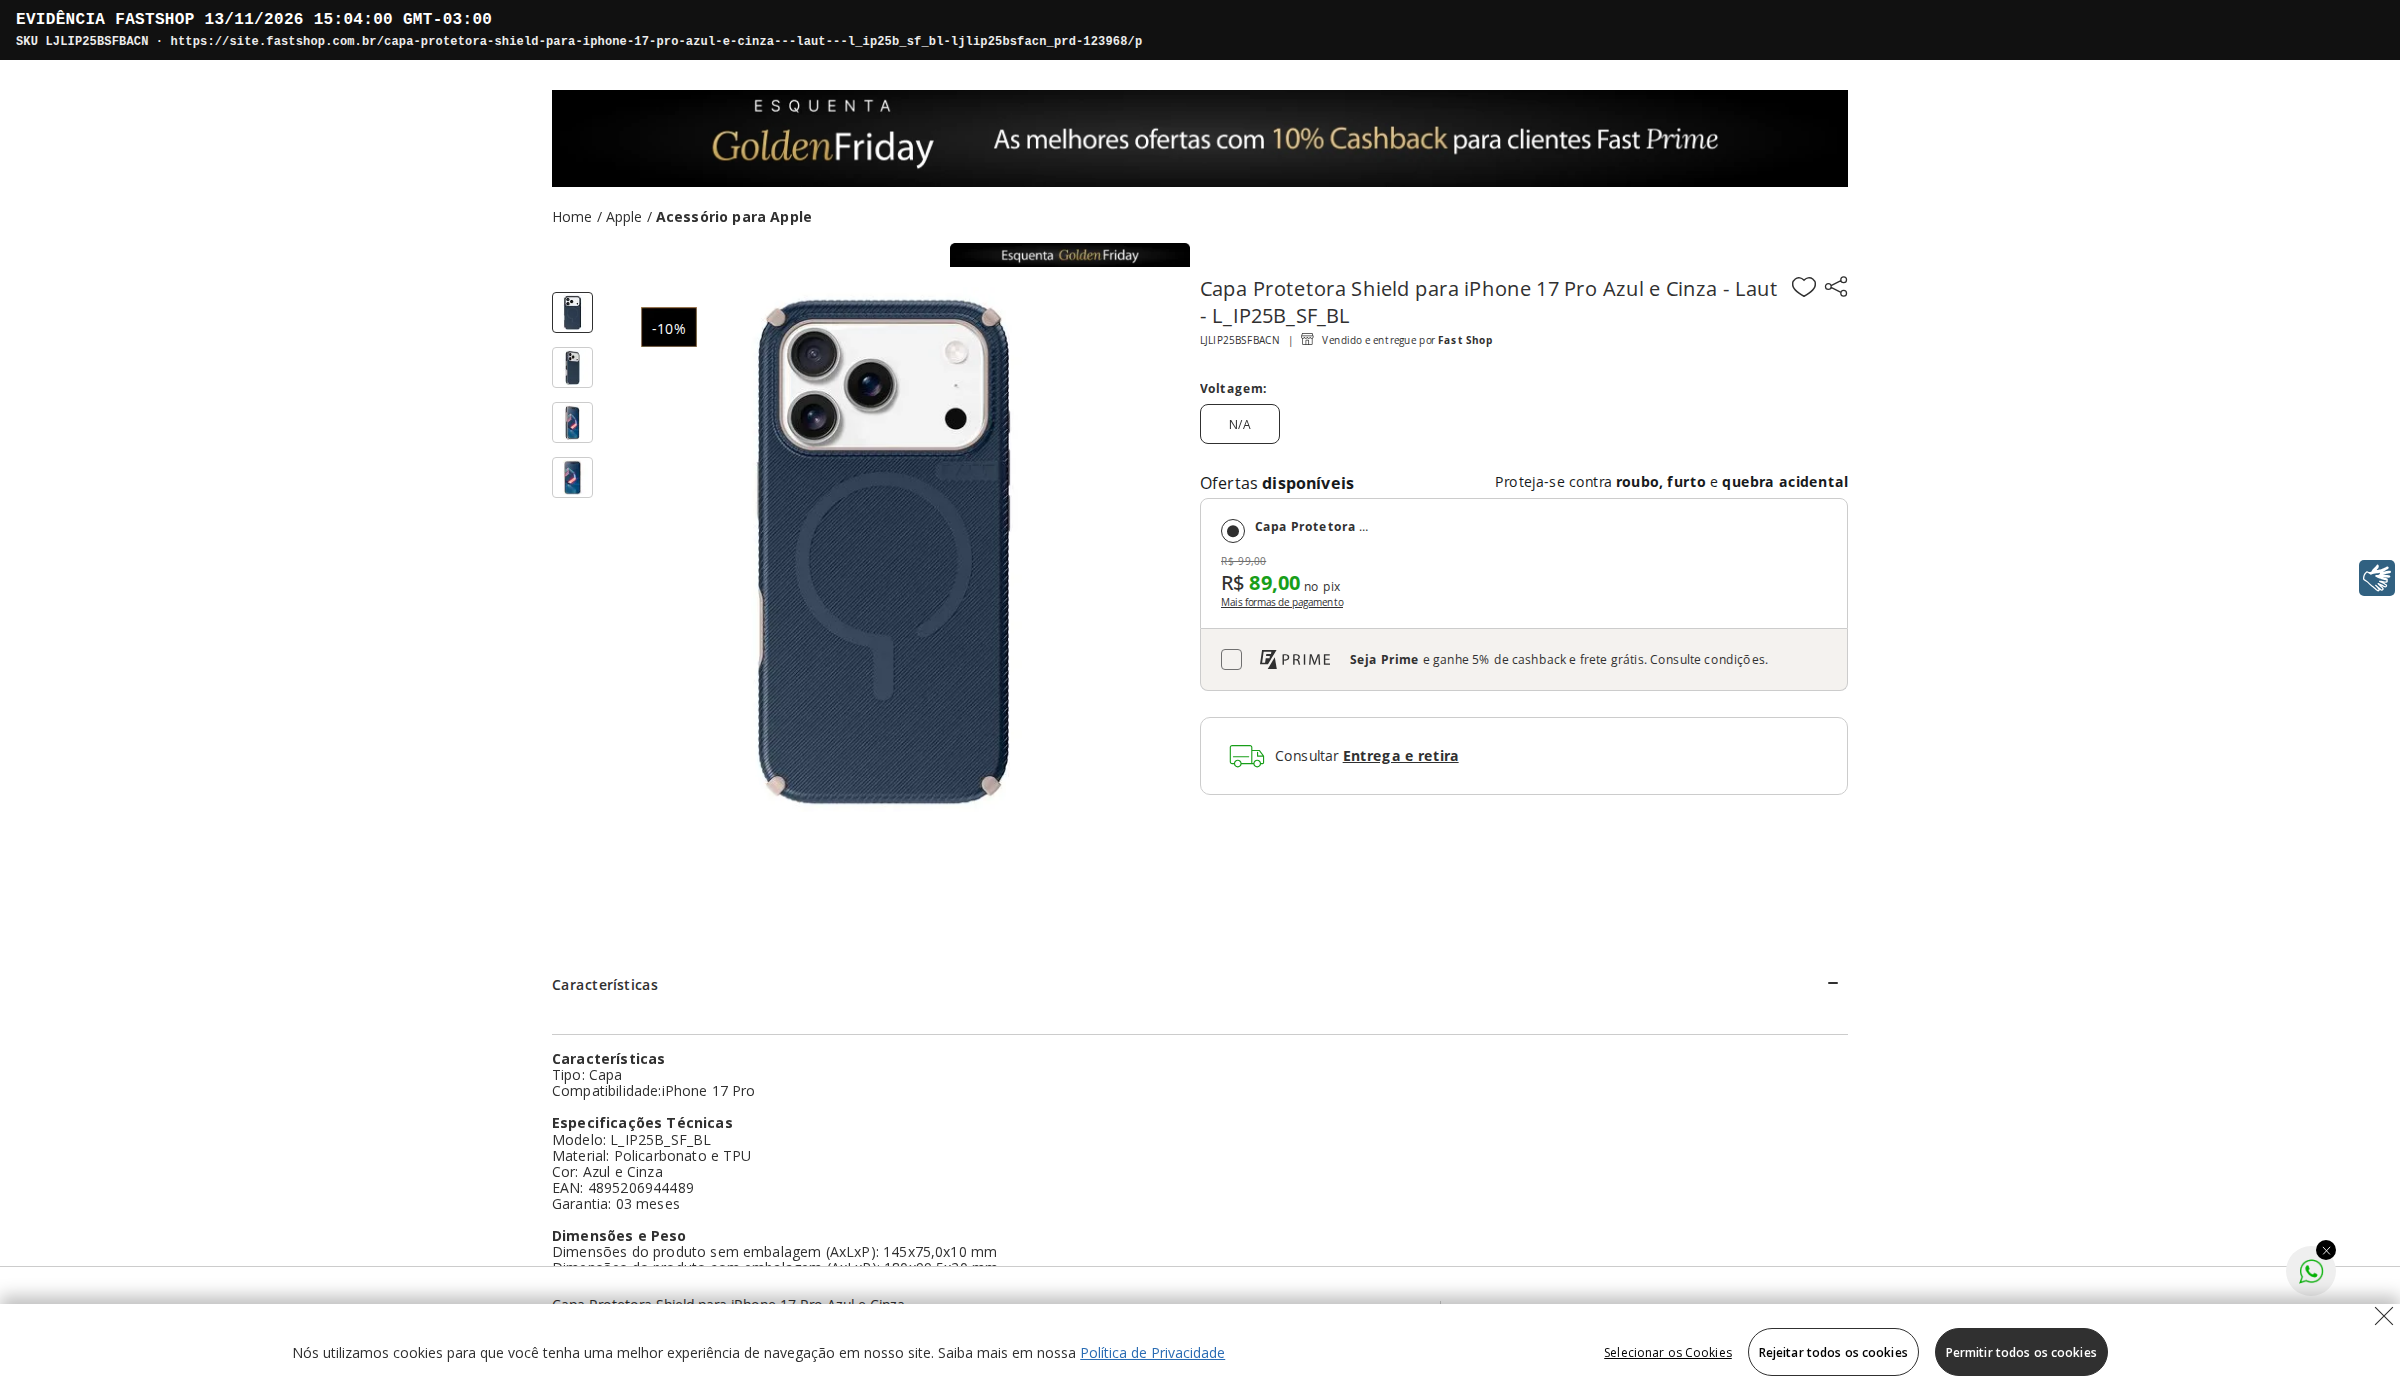 EVIDÊNCIA FASTSHOP 13/11/2026 15:04:00 GMT-03:00
SKU LJLIP25BSFBACN · https://site.fastshop.com.br/capa-protetora-shield-para-iphone-17-pro-azul-e-cinza---laut---l_ip25b_sf_bl-ljlip25bsfacn_prd-123968/p
ESQUENTA
GoldenFriday
As melhores ofertas com 10% Cashback para clientes Fast Prime
Home / Apple / Acessório para Apple
Esquenta GoldenFriday
-10%
Capa Protetora Shield para iPhone 17 Pro Azul e Cinza - Laut
- L_IP25B_SF_BL
LJLIP25BSFBACN | Vendido e entregue por Fast Shop
Voltagem:
N/A
Ofertas disponíveis
Proteja-se contra roubo, furto e quebra acidental
Capa Protetora ...
R$ 99,00
R$ 89,00 no pix
Mais formas de pagamento
PRIME
Seja Prime e ganhe 5% de cashback e frete grátis. Consulte condições.
Consultar Entrega e retira
Características
Características
Tipo: Capa
Compatibilidade:iPhone 17 Pro
Especificações Técnicas
Modelo: L_IP25B_SF_BL
Material: Policarbonato e TPU
Cor: Azul e Cinza
EAN: 4895206944489
Garantia: 03 meses
Dimensões e Peso
Dimensões do produto sem embalagem (AxLxP): 145x75,0x10 mm
Capa Protetora Shield para iPhone 17 Pro Azul e Cinza
Nós utilizamos cookies para que você tenha uma melhor experiência de navegação em nosso site. Saiba mais em nossa Política de Privacidade
Selecionar os Cookies
Rejeitar todos os cookies
Permitir todos os cookies